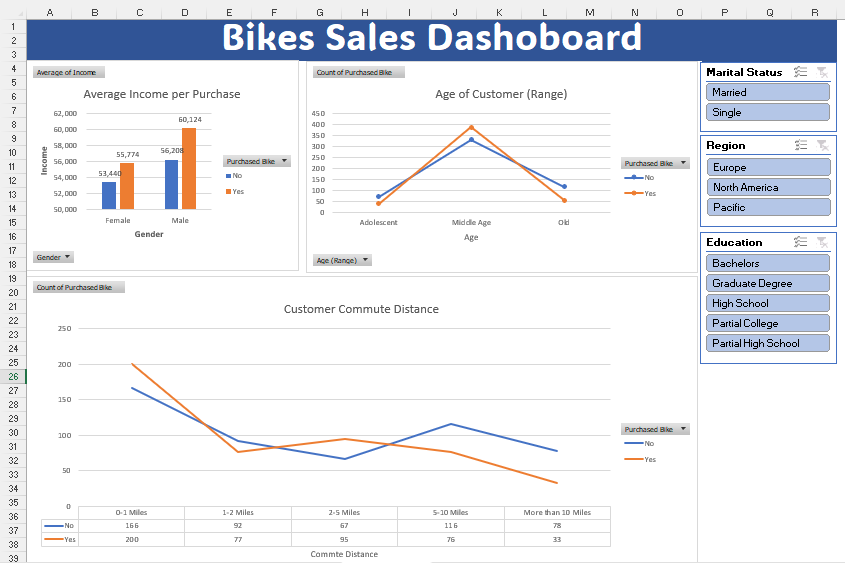 A B C D E F G H I J K L M N O P Q R
1
2
3
4
5
6
7
8
9
10
11
12
13
14
15
16
17
18
19
20
21
22
23
24
25
26
27
28
29
30
31
32
33
34
35
36
37
38
39
Bikes Sales Dashoboard
Average of Income
Average Income per Purchase
62,000
60,000
58,000
56,000
54,000
52,000
50,000
Income
53,440
55,774
56,208
60,124
Female Male
Gender
Purchased Bike
No
Yes
Gender
Count of Purchased Bike
Age of Customer (Range)
450
400
350
300
250
200
150
100
50
0
Adolescent Middle Age Old
Age
Purchased Bike
No
Yes
Age (Range)
Marital Status
Married
Single
Region
Europe
North America
Pacific
Education
Bachelors
Graduate Degree
High School
Partial College
Partial High School
Count of Purchased Bike
Customer Commute Distance
250
200
150
100
50
0
0-1 Miles 1-2 Miles 2-5 Miles 5-10 Miles More than 10 Miles
No 166 92 67 116 78
Yes 200 77 95 76 33
Commte Distance
Purchased Bike
No
Yes